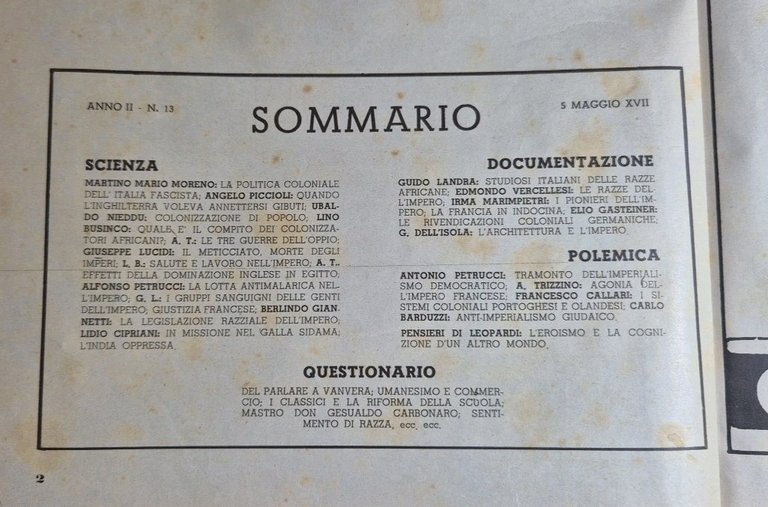 ANNO II - N. 13
SOMMARIO
5 MAGGIO XVII
SCIENZA
MARTINO MARIO MORENO: LA POLITICA COLONIALE
DELL' ITALIA FASCISTA; ANGELO PICCIOLI: QUANDO
L'INGHILTERRA VOLEVA ANNETTERSI GIBUTI; UBAL-
DO NIEDDU: COLONIZZAZIONE DI POPOLO; LINO
BUSINCO: QUALE E' IL COMPITO DEI COLONIZZA-
TORI AFRICANI?; A. T.: LE TRE GUERRE DELL'OPPIO;
GIUSEPPE LUCIDI: IL METICCIATO, MORTE DEGLI
IMPERI; L. B.: SALUTE E LAVORO NELL'IMPERO; A. T.:
EFFETTI DELLA DOMINAZIONE INGLESE IN EGITTO;
ALFONSO PETRUCCI: LA LOTTA ANTIMALARICA NEL-
L'IMPERO; G. L.: I GRUPPI SANGUIGNI DELLE GENTI
DELL'IMPERO; GIUSTIZIA FRANCESE; BERLINDO GIAN-
NETTI: LA LEGISLAZIONE RAZZIALE DELL'IMPERO;
LIDIO CIPRIANI: IN MISSIONE NEL GALLA SIDAMA;
L'INDIA OPPRESSA
DOCUMENTAZIONE
GUIDO LANDRA: STUDIOSI ITALIANI DELLE RAZZE
AFRICANE; EDMONDO VERCELLESI: LE RAZZE DEL-
L'IMPERO; IRMA MARIMPIETRI: I PIONIERI DELL'IM-
PERO; LA FRANCIA IN INDOCINA; ELIO GASTEINER:
LE RIVENDICAZIONI COLONIALI GERMANICHE;
G. DELL'ISOLA: L'ARCHITETTURA E L'IMPERO.
POLEMICA
ANTONIO PETRUCCI: TRAMONTO DELL'IMPERIALI-
SMO DEMOCRATICO; A. TRIZZINO: AGONIA DEL-
L'IMPERO FRANCESE; FRANCESCO CALLARI: I SI-
STEMI COLONIALI PORTOGHESI E OLANDESI; CARLO
BARDUZZI: ANTI-IMPERIALISMO GIUDAICO.
PENSIERI DI LEOPARDI: L'EROISMO E LA COGNI-
ZIONE D'UN ALTRO MONDO.
QUESTIONARIO
DEL PARLARE A VANVERA; UMANESIMO E COMMER-
CIO; I CLASSICI E LA RIFORMA DELLA SCUOLA;
MASTRO DON GESUALDO CARBONARO; SENTI-
MENTO DI RAZZA, ecc. ecc.
2